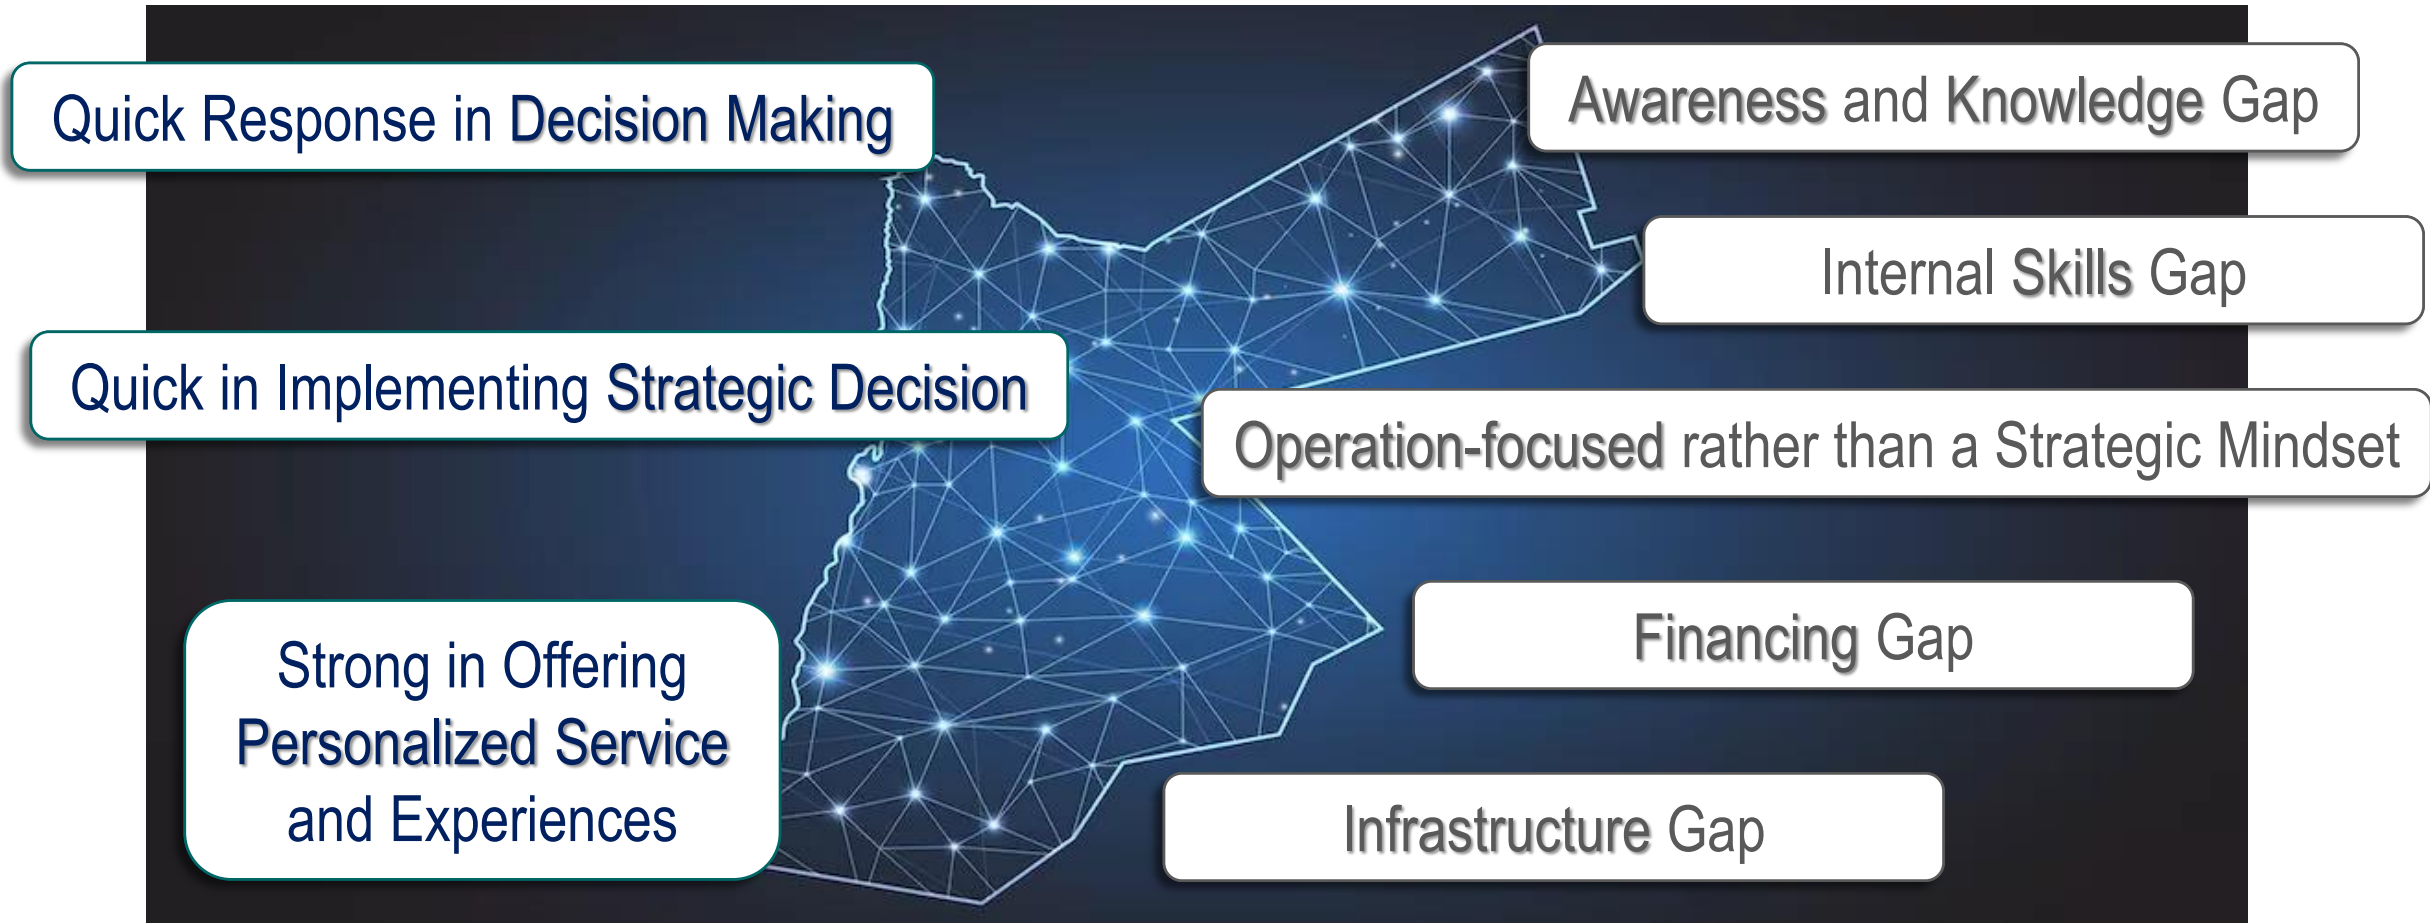 Quick Response in Decision Making
Quick in Implementing Strategic Decision
Strong in Offering
Personalized Service
and Experiences
Awareness and Knowledge Gap
Internal Skills Gap
Operation-focused rather than a Strategic Mindset
Financing Gap
Infrastructure Gap